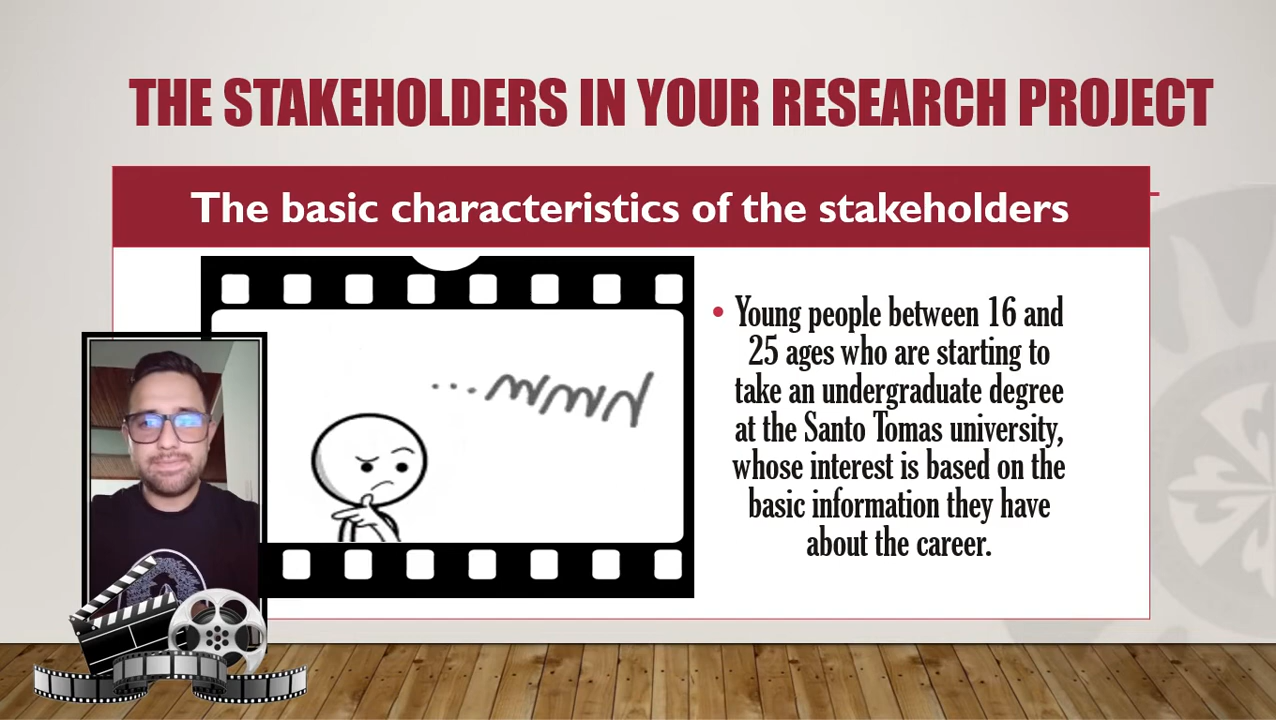 THE STAKEHOLDERS IN YOUR RESEARCH PROJECT
The basic characteristics of the stakeholders
...
• Young people between 16 and
25 ages who are starting to
take an undergraduate degree
at the Santo Tomas university,
whose interest is based on the
basic information they have
about the career.